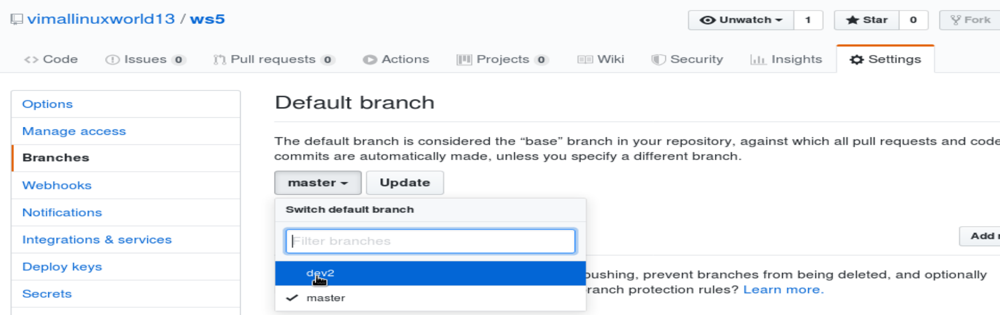 vimallinuxworld13 / ws5
Unwatch 1 Star 0 Fork
Code Issues 0 Pull requests 0 Actions Projects 0 Wiki Security Insights Settings
Options
Manage access
Branches
Webhooks
Notifications
Integrations & services
Deploy keys
Secrets
Default branch
The default branch is considered the “base” branch in your repository, against which all pull requests and code
commits are automatically made, unless you specify a different branch.
master Update
Switch default branch
Filter branches
Add
dev2
master
pushing, prevent branches from being deleted, and optionally
ranch protection rules? Learn more.